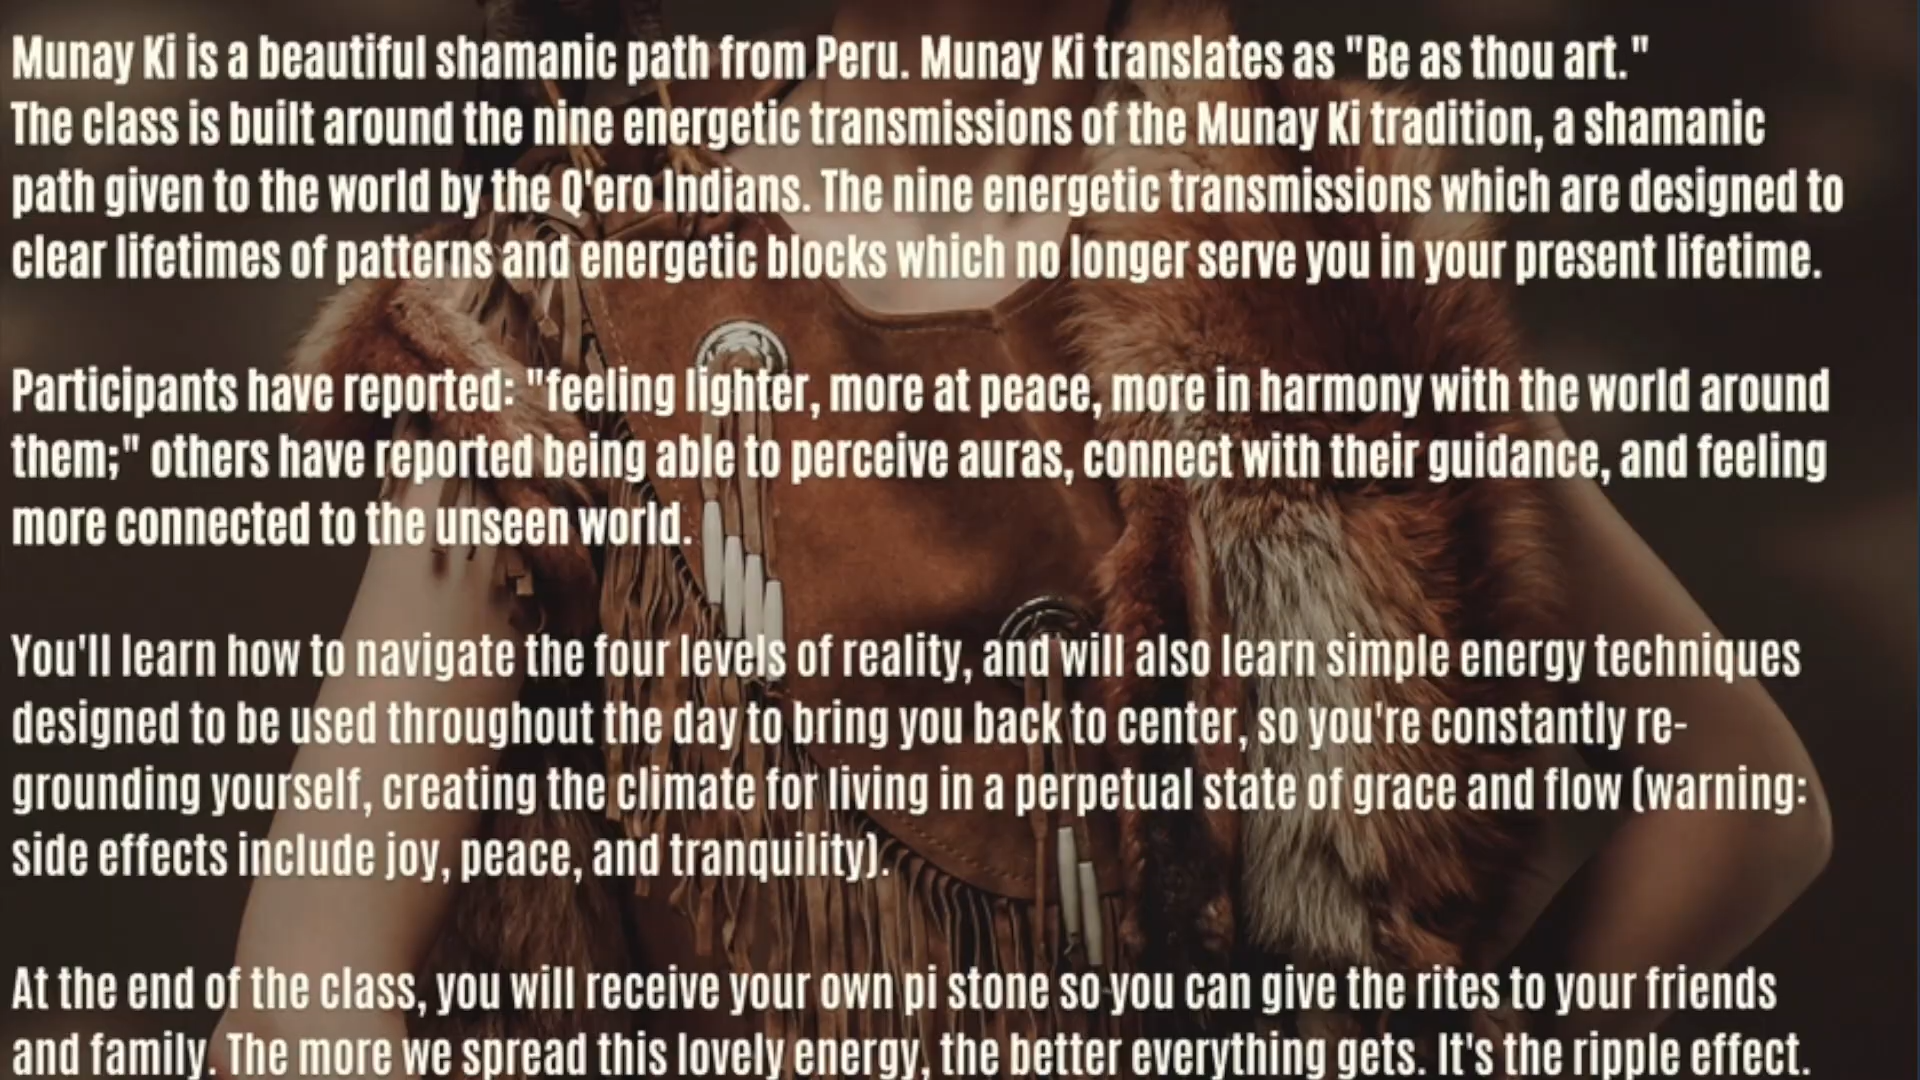 Munay Ki is a beautiful shamanic path from Peru. Munay Ki translates as "Be as thou art."
The class is built around the nine energetic transmissions of the Munay Ki tradition, a shamanic
path given to the world by the Q'ero Indians. The nine energetic transmissions which are designed to
clear lifetimes of patterns and energetic blocks which no longer serve you in your present lifetime.
Participants have reported: "feeling lighter, more at peace, more in harmony with the world around
them;" others have reported being able to perceive auras, connect with their guidance, and feeling
more connected to the unseen world.
You'll learn how to navigate the four levels of reality, and will also learn simple energy techniques
designed to be used throughout the day to bring you back to center, so you're constantly re-
grounding yourself, creating the climate for living in a perpetual state of grace and flow (warning:
side effects include joy, peace, and tranquility).
At the end of the class, you will receive your own pi stone so you can give the rites to your friends
and family. The more we spread this lovely energy, the better everything gets. It's the ripple effect.